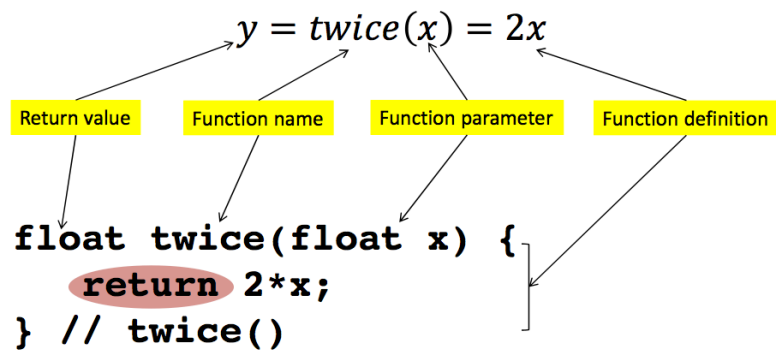 y = twice(x) = 2x
Return value
Function name
Function parameter
Function definition
float twice(float x) {
return 2*x;
} // twice()